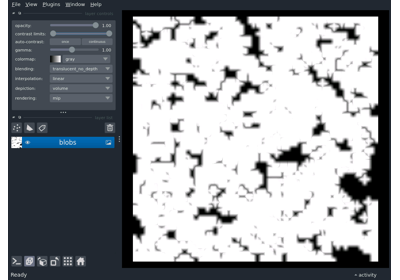 File View Plugins Window Help
opacity: 1.00
contrast limits:
auto-contrast: once continuous
gamma: 1.00
colormap: gray
blending: translucent_no_depth
interpolation: linear
depiction: volume
rendering: mip
blobs
Ready
activity